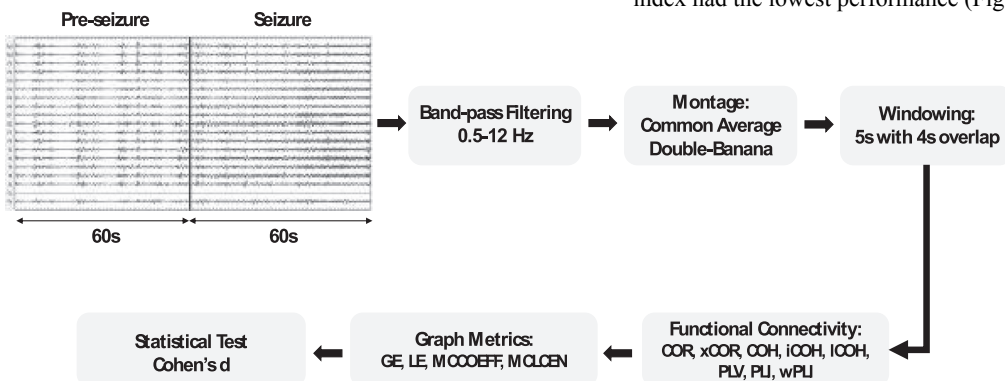 index had the lowest performance (Fig
Pre-seizure Seizure
60s 60s
Band-pass Filtering
0.5-12 Hz
Montage:
Common Average
Double-Banana
Windowing:
5s with 4s overlap
Functional Connectivity:
COR, xCOR, COH, iCOH, lCOH,
PLV, PLI, wPLI
Graph Metrics:
GE, LE, MCCOEFF, MCLCEN
Statistical Test
Cohen's d